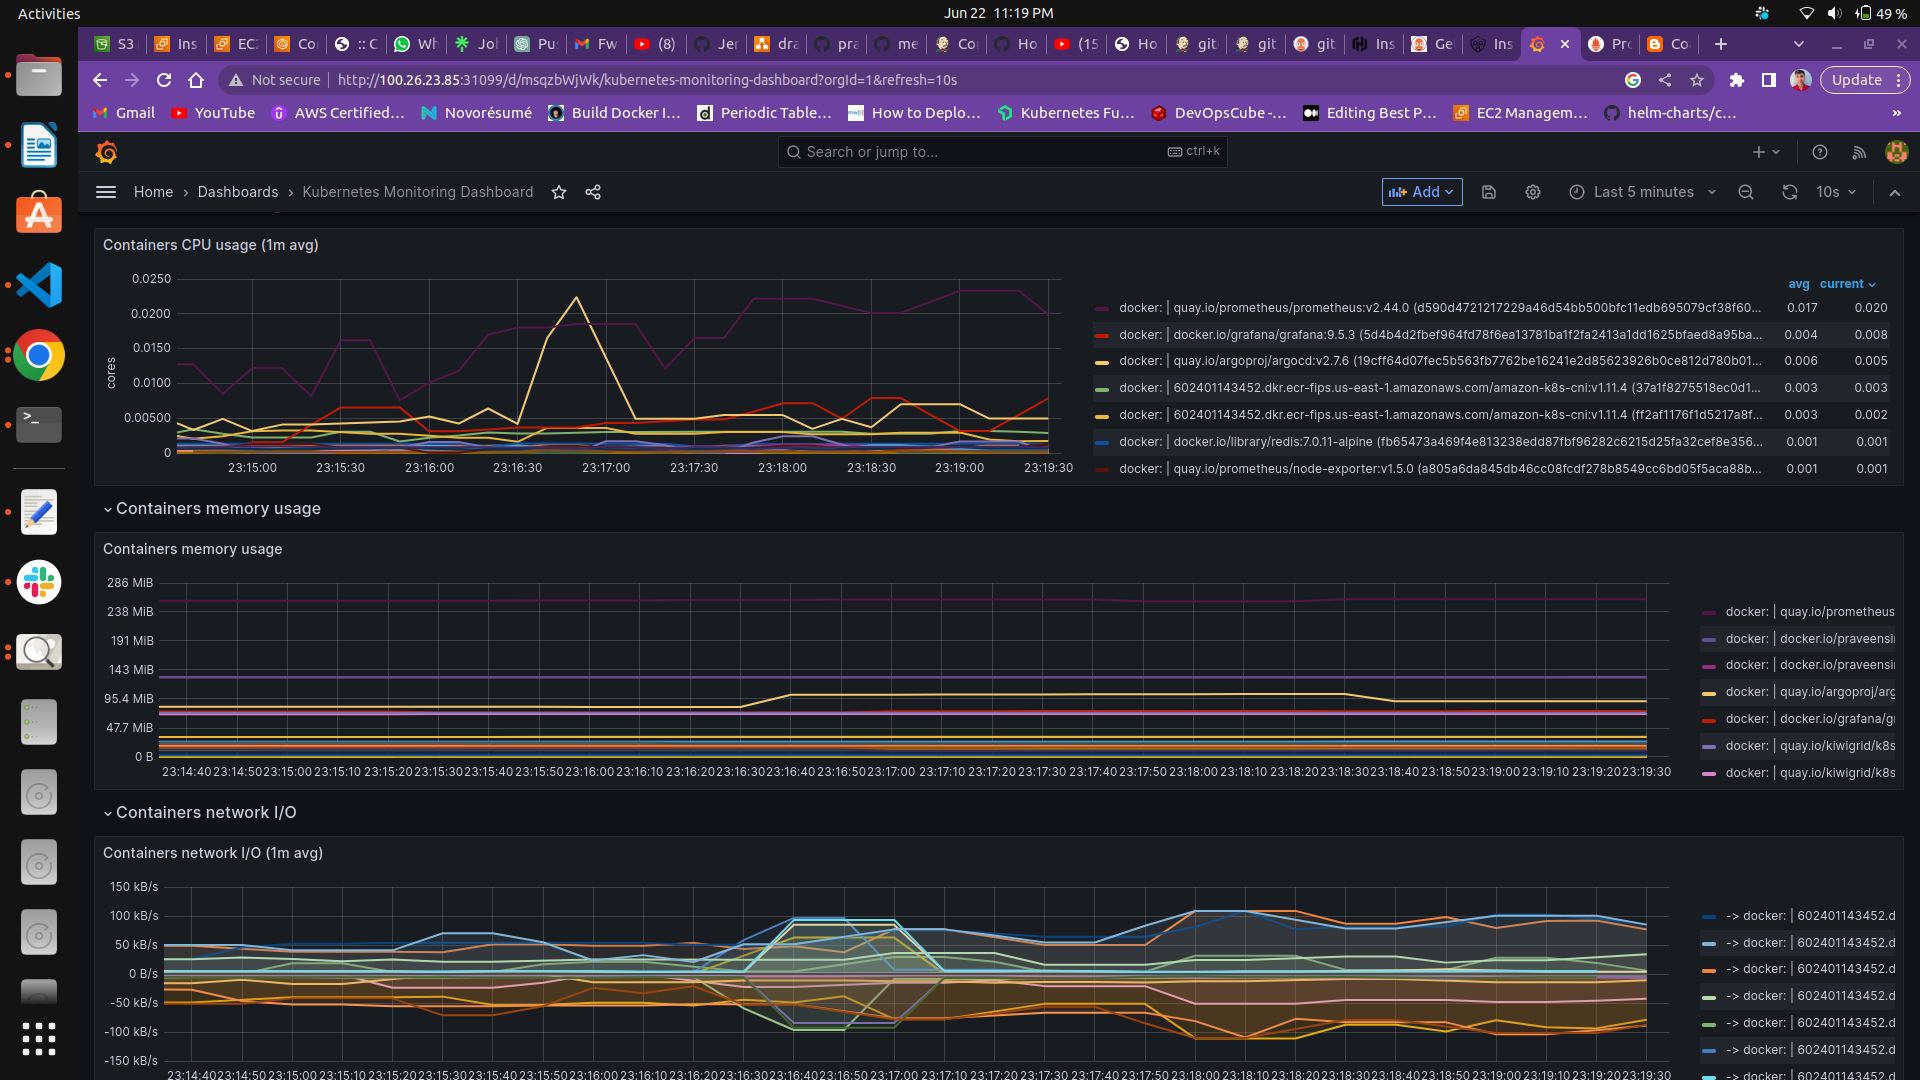 Activities
Jun 22 11:19 PM
49 %
S3
Ins
EC2
Cor
:: C
Wh
Jol
Pu
Fw
(8)
Jer
dra
pra
me
Co
Ho
(15
Ho
git
git
git
Ins
Ge
Ins
Pro
Co
Not secure
http://100.26.23.85:31099/d/msqzbWjWk/kubernetes-monitoring-dashboard?orgId=1&refresh=10s
Update
Gmail
YouTube
AWS Certified...
Novorésumé
Build Docker I...
Periodic Table...
How to Deplo...
Kubernetes Fu...
DevOpsCube -...
Editing Best P...
EC2 Managem...
helm-charts/c...
»
Search or jump to...
ctrl+k
Home › Dashboards › Kubernetes Monitoring Dashboard
Add
Last 5 minutes
10s
Containers CPU usage (1m avg)
cores
0.0250
0.0200
0.0150
0.0100
0.00500
0
23:15:00 23:15:30 23:16:00 23:16:30 23:17:00 23:17:30 23:18:00 23:18:30 23:19:00 23:19:30
avg current
docker: | quay.io/prometheus/prometheus:v2.44.0 (d590d4721217229a46d54bb500bfc11edb695079cf38f60... 0.017 0.020
docker: | docker.io/grafana/grafana:9.5.3 (5d4b4d2fbef964fd78f6ea13781ba1f2fa2413a1dd1625bfaed8a95ba... 0.004 0.008
docker: | quay.io/argoproj/argocd:v2.7.6 (19cff64d07fec5b563fb7762be16241e2d85623926b0ce812d780b01... 0.006 0.005
docker: | 602401143452.dkr.ecr-fips.us-east-1.amazonaws.com/amazon-k8s-cni:v1.11.4 (37a1f8275518ec0d1... 0.003 0.003
docker: | 602401143452.dkr.ecr-fips.us-east-1.amazonaws.com/amazon-k8s-cni:v1.11.4 (ff2af1176f1d5217a8f... 0.003 0.002
docker: | docker.io/library/redis:7.0.11-alpine (fb65473a469f4e813238edd87fbf96282c6215d25fa32cef8e356... 0.001 0.001
docker: | quay.io/prometheus/node-exporter:v1.5.0 (a805a6da845db46cc08fcdf278b8549cc6bd05f5aca88b... 0.001 0.001
Containers memory usage
Containers memory usage
286 MiB
238 MiB
191 MiB
143 MiB
95.4 MiB
47.7 MiB
0 B
23:14:40 23:14:50 23:15:00 23:15:10 23:15:20 23:15:30 23:15:40 23:15:50 23:16:00 23:16:10 23:16:20 23:16:30 23:16:40 23:16:50 23:17:00 23:17:10 23:17:20 23:17:30 23:17:40 23:17:50 23:18:00 23:18:10 23:18:20 23:18:30 23:18:40 23:18:50 23:19:00 23:19:10 23:19:20 23:19:30
docker: | quay.io/prometheus
docker: | docker.io/praveensi
docker: | docker.io/praveensi
docker: | quay.io/argoproj/arg
docker: | docker.io/grafana/g
docker: | quay.io/kiwigrid/k8s
docker: | quay.io/kiwigrid/k8s
Containers network I/O
Containers network I/O (1m avg)
150 kB/s
100 kB/s
50 kB/s
0 B/s
-50 kB/s
-100 kB/s
-150 kB/s
23:14:40 23:14:50 23:15:00 23:15:10 23:15:20 23:15:30 23:15:40 23:15:50 23:16:00 23:16:10 23:16:20 23:16:30 23:16:40 23:16:50 23:17:00 23:17:10 23:17:20 23:17:30 23:17:40 23:17:50 23:18:00 23:18:10 23:18:20 23:18:30 23:18:40 23:18:50 23:19:00 23:19:10 23:19:20 23:19:30
-> docker: | 602401143452.d
-> docker: | 602401143452.d
-> docker: | 602401143452.d
-> docker: | 602401143452.d
-> docker: | 602401143452.d
-> docker: | 602401143452.d
-> docker: | 602401143452.d